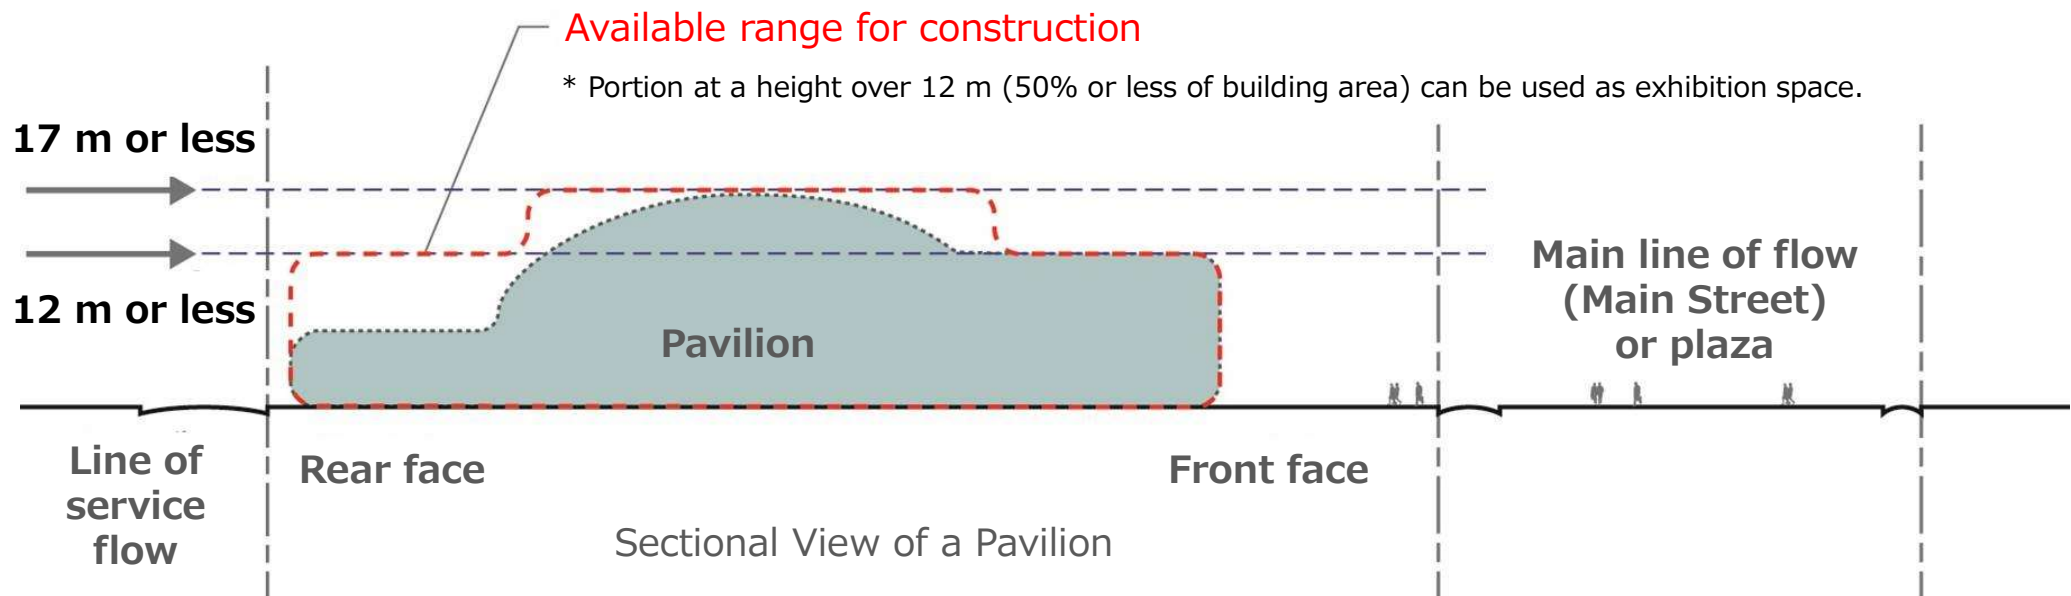 Available range for construction
* Portion at a height over 12 m (50% or less of building area) can be used as exhibition space.
17 m or less
12 m or less
Pavilion
Main line of flow
(Main Street)
or plaza
Line of
service
flow
Rear face
Front face
Sectional View of a Pavilion